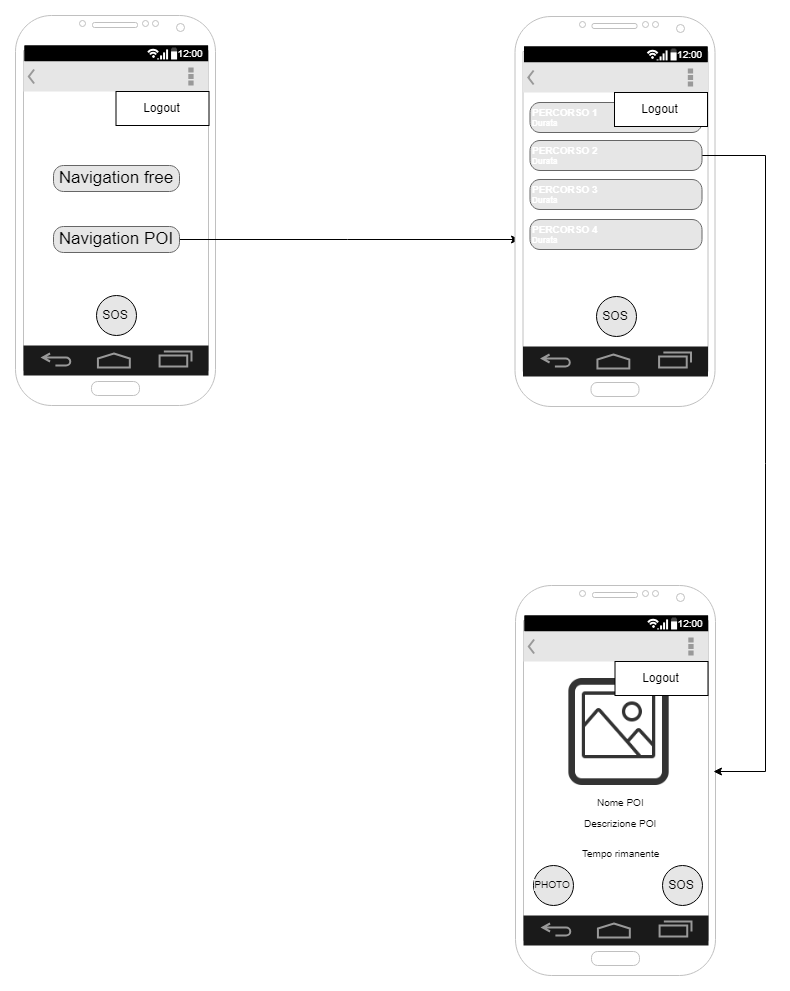 12:00
Logout
Navigation free
Navigation POI
SOS
12:00
Logout
PERCORSO 1
Durata
PERCORSO 2
Durata
PERCORSO 3
Durata
PERCORSO 4
Durata
SOS
12:00
Logout
Nome POI
Descrizione POI
Tempo rimanente
PHOTO
SOS